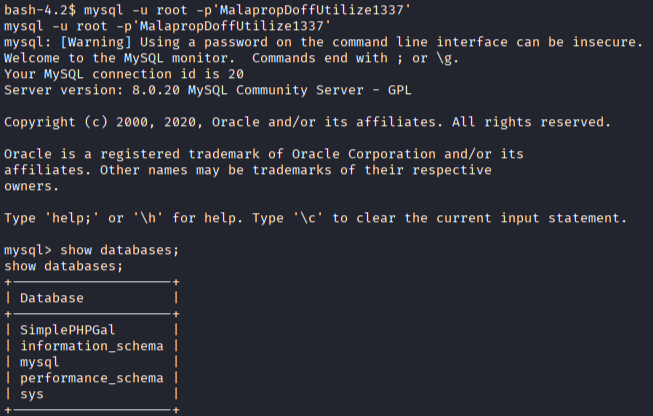 bash-4.2$ mysql -u root -p'MalapropDoffUtilize1337'
mysql -u root -p'MalapropDoffUtilize1337'
mysql: [Warning] Using a password on the command line interface can be insecure.
Welcome to the MySQL monitor.  Commands end with ; or \g.
Your MySQL connection id is 20
Server version: 8.0.20 MySQL Community Server - GPL

Copyright (c) 2000, 2020, Oracle and/or its affiliates. All rights reserved.

Oracle is a registered trademark of Oracle Corporation and/or its
affiliates. Other names may be trademarks of their respective
owners.

Type 'help;' or '\h' for help. Type '\c' to clear the current input statement.

mysql> show databases;
show databases;
+--------------------+
| Database           |
+--------------------+
| SimplePHPGal       |
| information_schema |
| mysql              |
| performance_schema |
| sys                |
+--------------------+